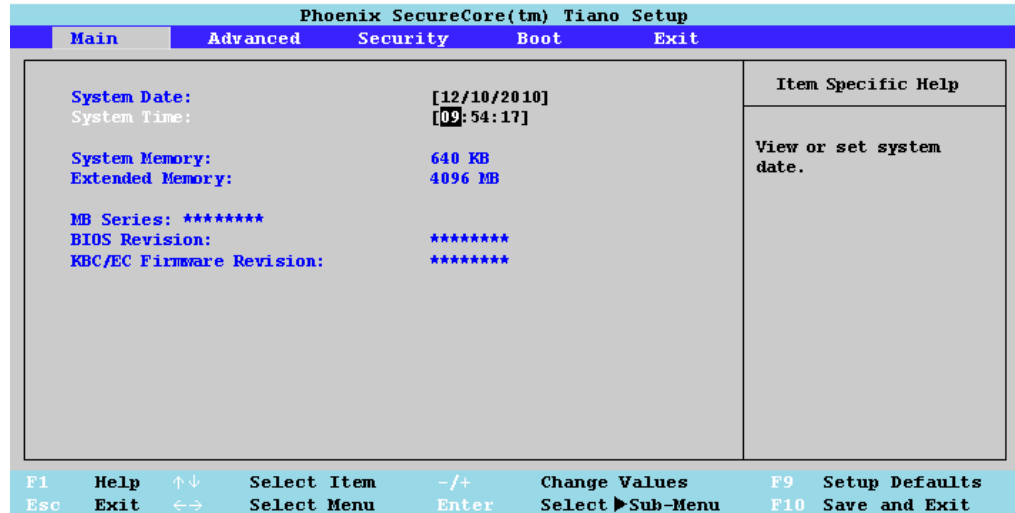 Phoenix SecureCore(tm) Tiano Setup
Main Advanced Security Boot Exit
System Date: [12/10/2010]
System Time: [09:54:17]
System Memory: 640 KB
Extended Memory: 4096 MB
MB Series: ********
BIOS Revision: ********
KBC/EC Firmware Revision: ********
Item Specific Help
View or set system
date.
F1 Help ↑↓ Select Item -/+ Change Values F9 Setup Defaults
Esc Exit ←→ Select Menu Enter Select ▶Sub-Menu F10 Save and Exit